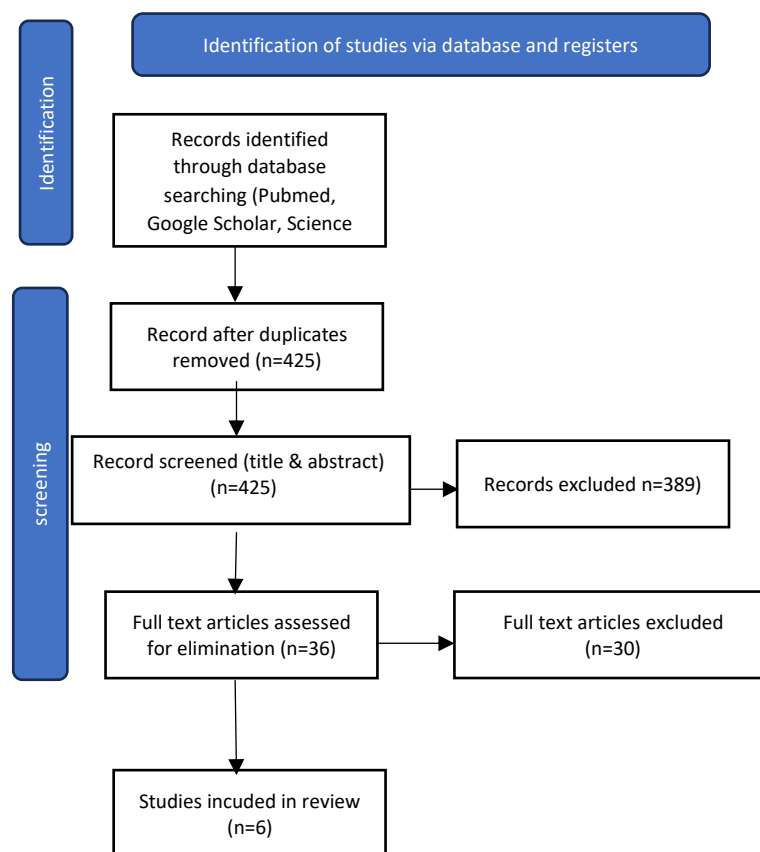 Identification of studies via database and registers
Identification
Records identified
through database
searching (Pubmed,
Google Scholar, Science
screening
Record after duplicates
removed (n=425)
Record screened (title & abstract)
(n=425)
Records excluded n=389)
Full text articles assessed
for elimination (n=36)
Full text articles excluded
(n=30)
Studies incuded in review
(n=6)